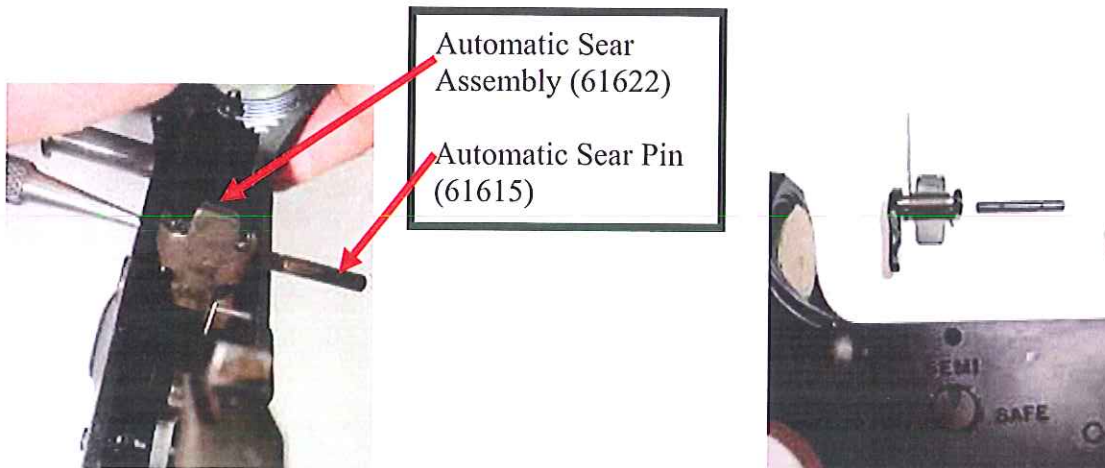 Automatic Sear
Assembly (61622)
Automatic Sear Pin
(61615)
SEMI
SAFE